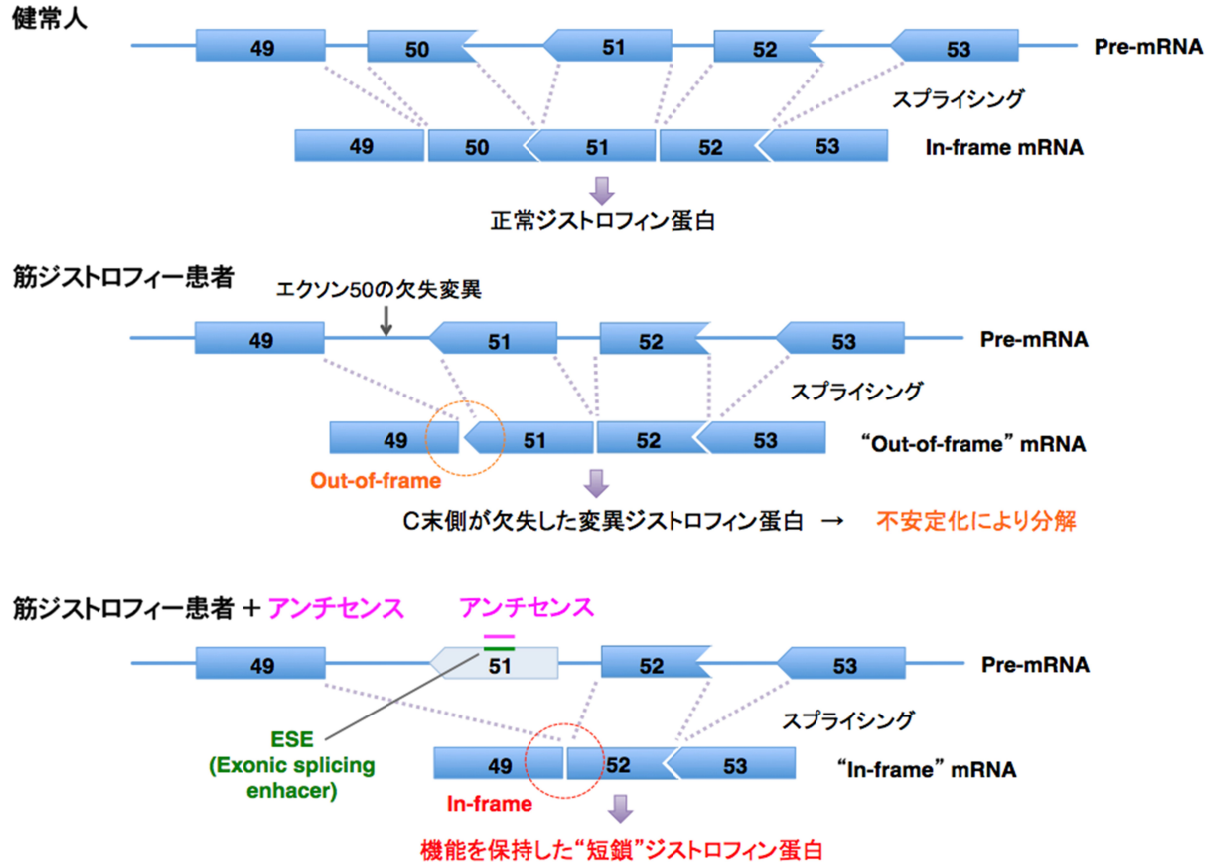 健常人
49 50 51 52 53 Pre-mRNA
スプライシング
49 50 51 52 53 In-frame mRNA
正常ジストロフィン蛋白
筋ジストロフィー患者
エクソン50の欠失変異
49 51 52 53 Pre-mRNA
スプライシング
49 51 52 53 “Out-of-frame” mRNA
Out-of-frame
C末側が欠失した変異ジストロフィン蛋白 → 不安定化により分解
筋ジストロフィー患者 + アンチセンス アンチセンス
49 51 52 53 Pre-mRNA
スプライシング
ESE
(Exonic splicing
enhacer)
49 52 53 “In-frame” mRNA
In-frame
機能を保持した“短鎖”ジストロフィン蛋白